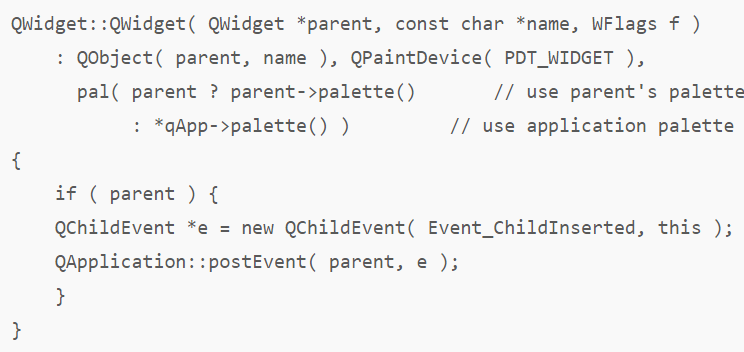 QWidget::QWidget( QWidget *parent, const char *name, WFlags f )
    : QObject( parent, name ), QPaintDevice( PDT_WIDGET ),
      pal( parent ? parent->palette()       // use parent's palette
           : *qApp->palette() )         // use application palette
{
    if ( parent ) {
    QChildEvent *e = new QChildEvent( Event_ChildInserted, this );
    QApplication::postEvent( parent, e );
    }
}